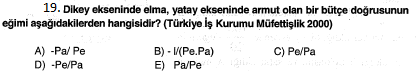 19. Dikey ekseninde elma, yatay ekseninde armut olan bir bütçe doğrusunun
eğimi aşağıdakilerden hangisidir? (Türkiye İş Kurumu Müfettişlik 2000)
A) -Pa/ Pe B) - I/(Pe.Pa) C) Pe/Pa
D) -Pe/Pa E) Pa/Pe